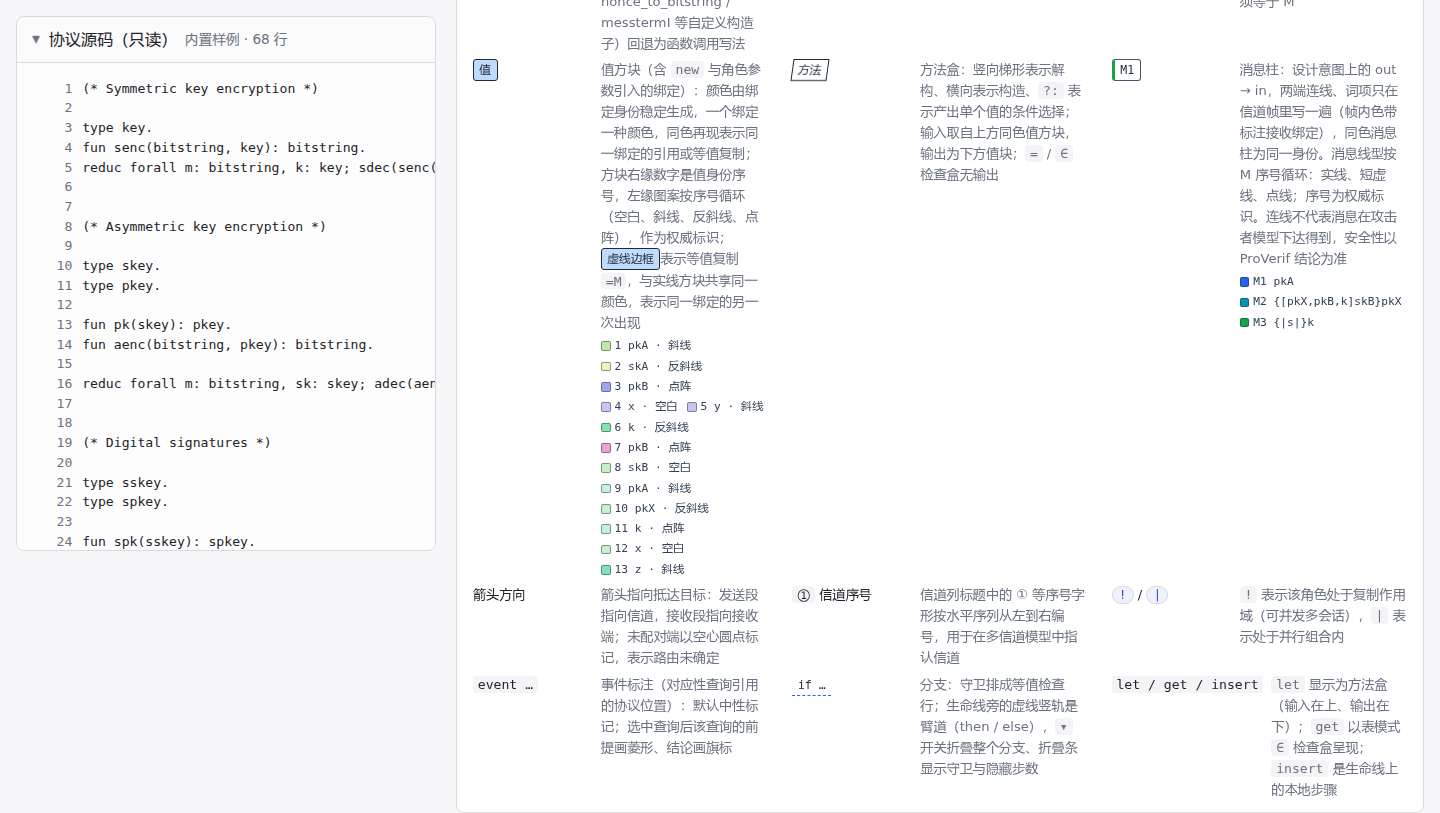 ▼ 协议源码（只读） 内置样例 · 68 行
1 (* Symmetric key encryption *)
2
3 type key.
4 fun senc(bitstring, key): bitstring.
5 reduc forall m: bitstring, k: key; sdec(senc(
6
7
8 (* Asymmetric key encryption *)
9
10 type skey.
11 type pkey.
12
13 fun pk(skey): pkey.
14 fun aenc(bitstring, pkey): bitstring.
15
16 reduc forall m: bitstring, sk: skey; adec(aen
17
18
19 (* Digital signatures *)
20
21 type sskey.
22 type spkey.
23
24 fun spk(sskey): spkey.
nonce_to_bitstring /
messtermI 等自定义构造
子）回退为函数调用写法
须等于 M
值
值方块（含 new 与角色参
数引入的绑定）：颜色由绑
定身份稳定生成，一个绑定
一种颜色，同色再现表示同
一绑定的引用或等值复制；
方块右缘数字是值身份序
号，左缘图案按序号循环
（空白、斜线、反斜线、点
阵），作为权威标识；
虚线边框 表示等值复制
=M，与实线方块共享同一
颜色，表示同一绑定的另一
次出现
1 pkA · 斜线
2 skA · 反斜线
3 pkB · 点阵
4 x · 空白 5 y · 斜线
6 k · 反斜线
7 pkB · 点阵
8 skB · 空白
9 pkA · 斜线
10 pkX · 反斜线
11 k · 点阵
12 x · 空白
13 z · 斜线
方法
方法盒：竖向梯形表示解
构、横向表示构造、?: 表
示产出单个值的条件选择；
输入取自上方同色值方块，
输出为下方值块；= / ∈
检查盒无输出
M1
消息柱：设计意图上的 out
→ in，两端连线、词项只在
信道帧里写一遍（帧内色带
标注接收绑定），同色消息
柱为同一身份。消息线型按
M 序号循环：实线、短虚
线、点线；序号为权威标
识。连线不代表消息在攻击
者模型下达得到，安全性以
ProVerif 结论为准
M1 pkA
M2 {[pkX,pkB,k]skB}pkX
M3 {|s|}k
箭头方向
箭头指向抵达目标：发送段
指向信道，接收段指向接收
端；未配对端以空心圆点标
记，表示路由未确定
① 信道序号
信道列标题中的 ① 等序号字
形按水平序列从左到右编
号，用于在多信道模型中指
认信道
! / |
! 表示该角色处于复制作用
域（可并发多会话），| 表
示处于并行组合内
event …
事件标注（对应性查询引用
的协议位置）：默认中性标
记；选中查询后该查询的前
提画菱形、结论画旗标
if …
分支：守卫排成等值检查
行；生命线旁的虚线竖轨是
臂道（then / else），▾
开关折叠整个分支、折叠条
显示守卫与隐藏步数
let / get / insert
let 显示为方法盒
（输入在上、输出在
下）；get 以表模式
∈ 检查盒呈现；
insert 是生命线上
的本地步骤